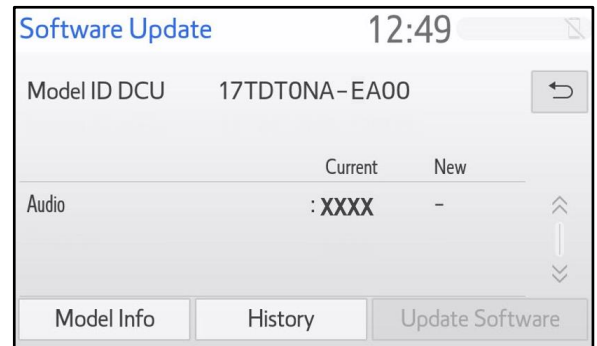 Software Update 12:49
Model ID DCU 17TDT0NA-EA00
Current New
Audio : XXXX -
Model Info History Update Software